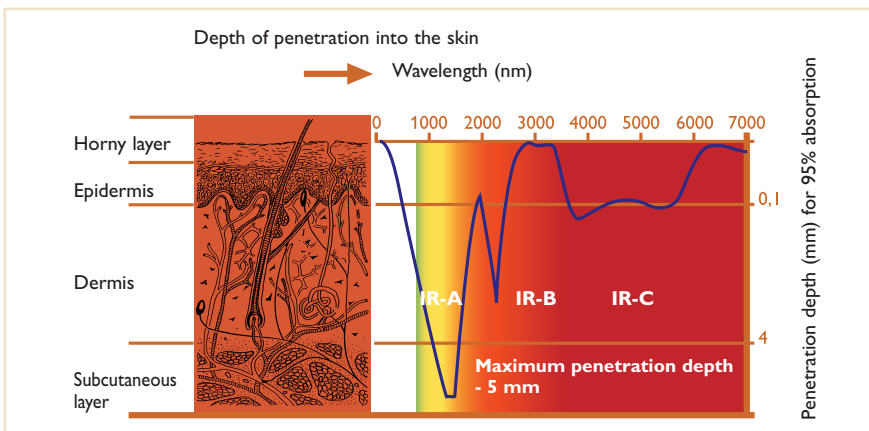 Depth of penetration into the skin
Wavelength (nm)
0 1000 2000 3000 4000 5000 6000 7000
Horny layer
Epidermis
0,1
Dermis
IR-A IR-B IR-C
4
Maximum penetration depth
- 5 mm
Subcutaneous
layer
Penetration depth (mm) for 95% absorption